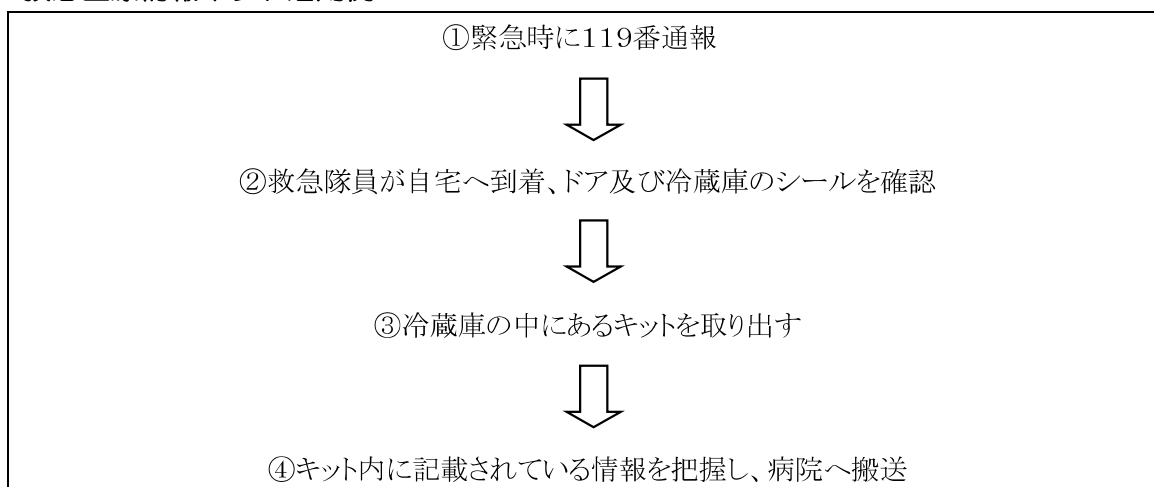 ①緊急時に119番通報
②救急隊員が自宅へ到着、ドア及び冷蔵庫のシールを確認
③冷蔵庫の中にあるキットを取り出す
④キット内に記載されている情報を把握し、病院へ搬送